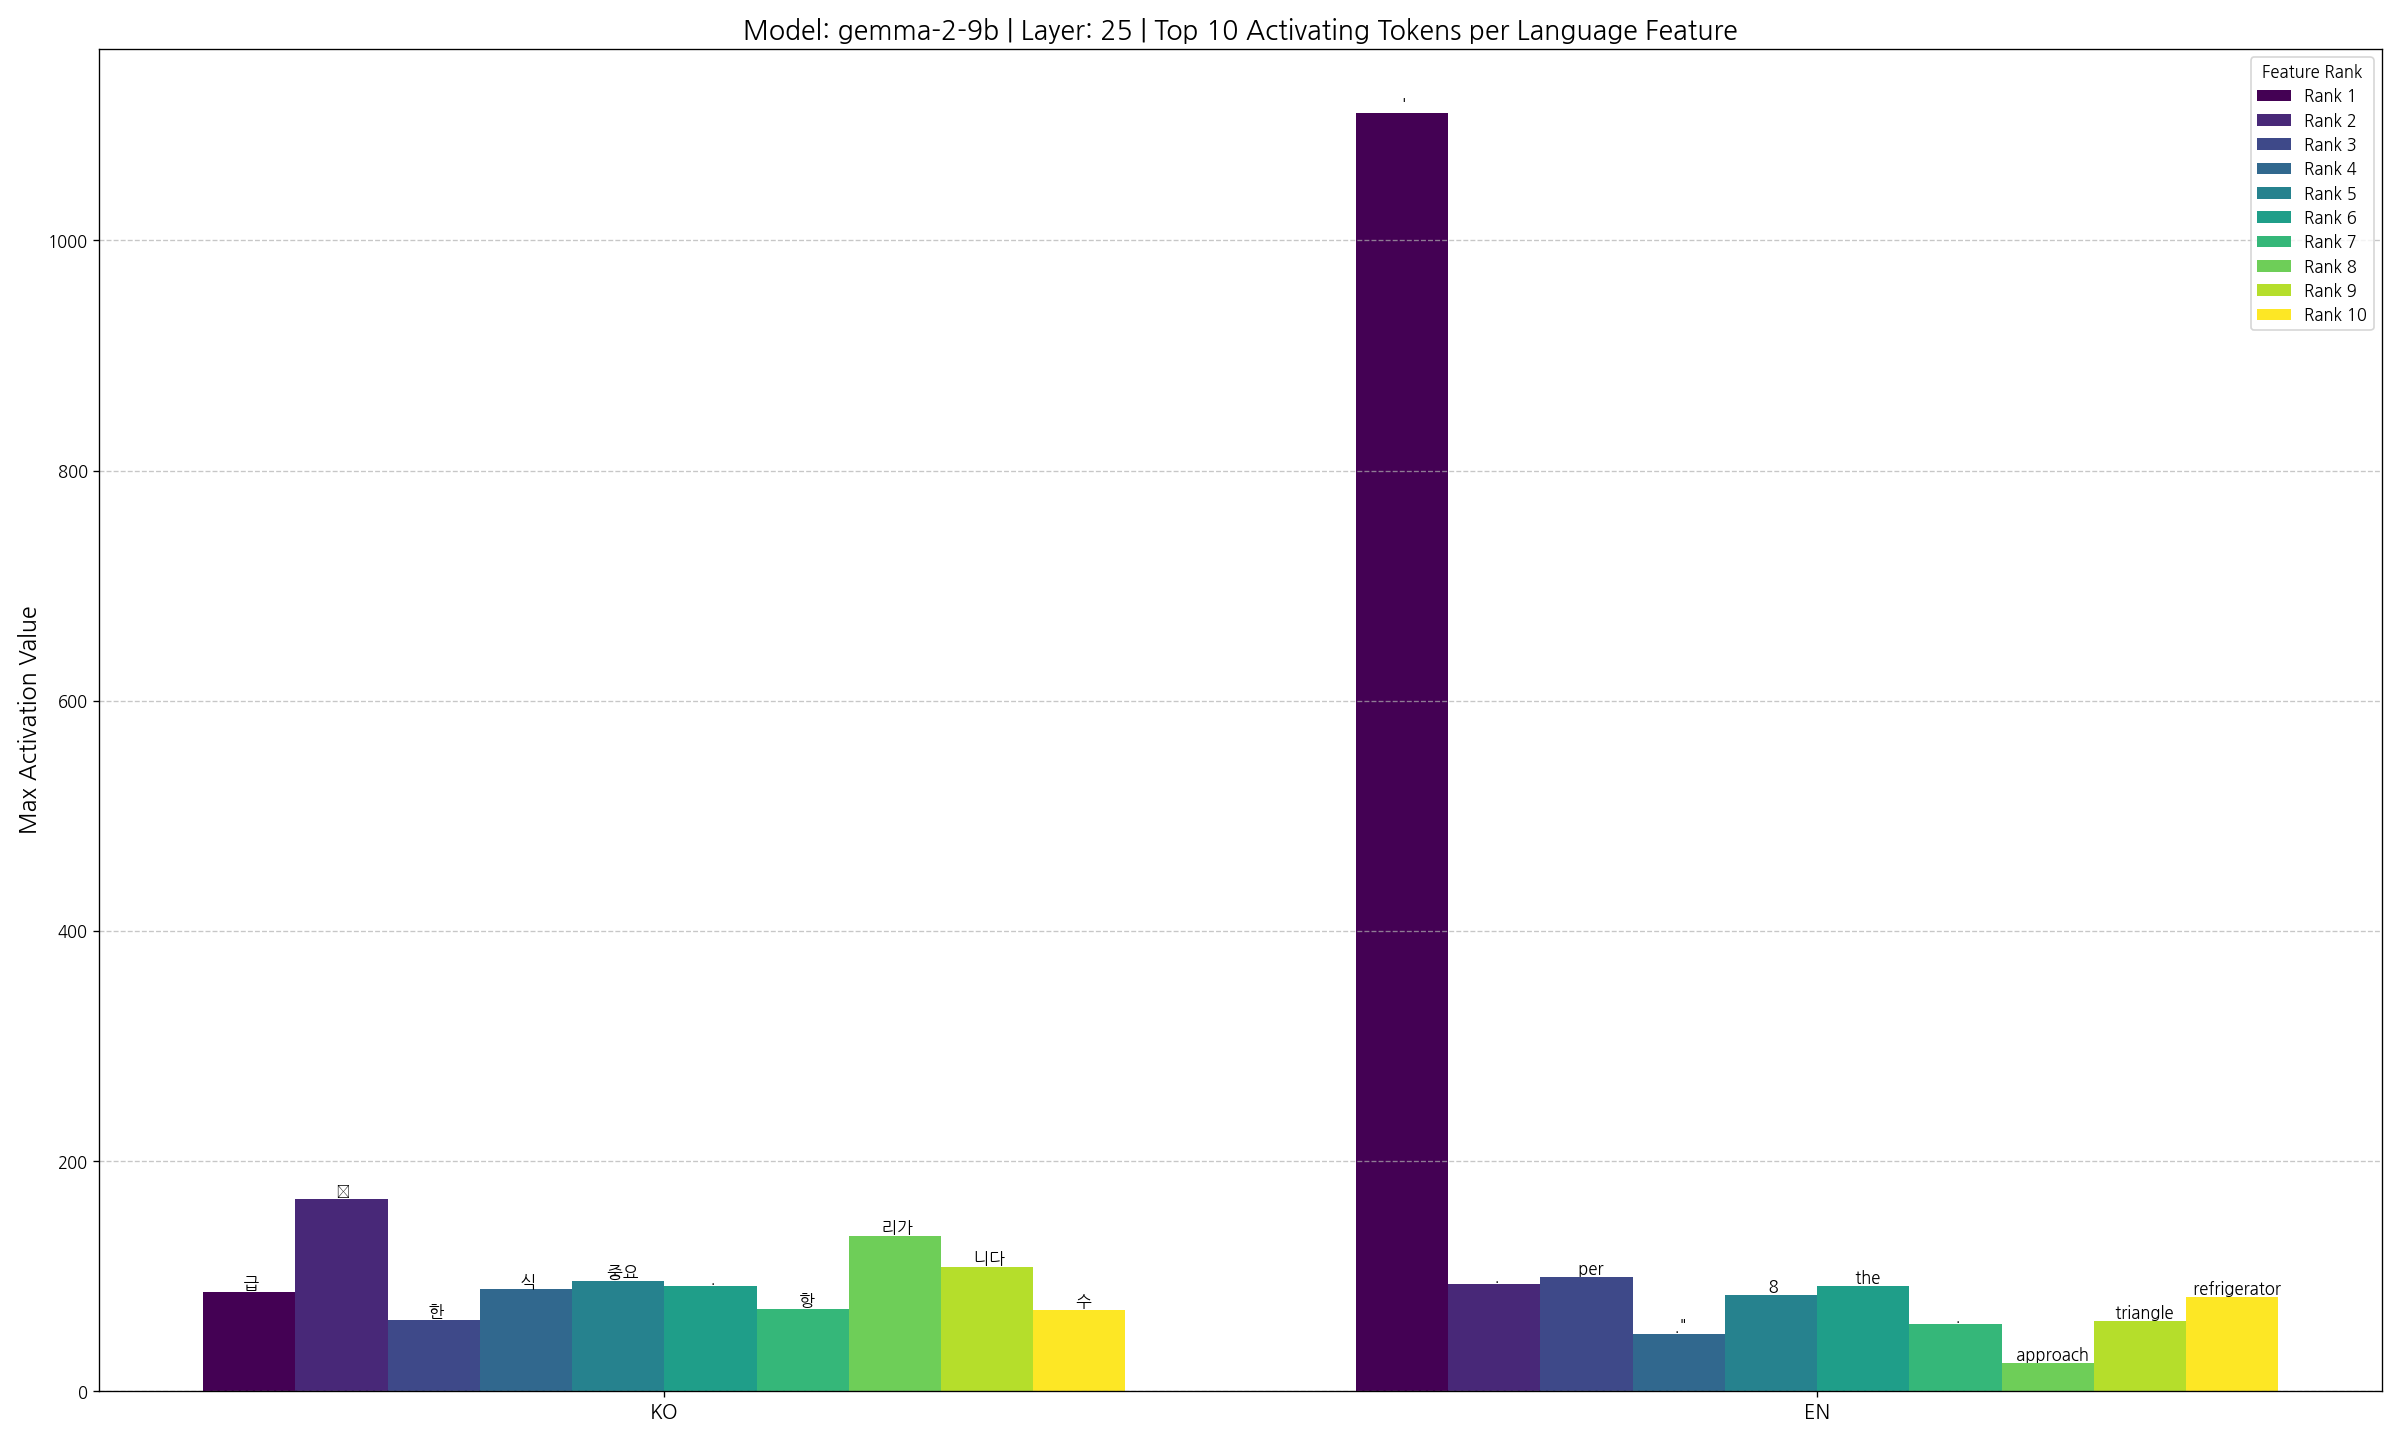 Model: gemma-2-9b | Layer: 25 | Top 10 Activating Tokens per Language Feature
Feature Rank
Rank 1
Rank 2
Rank 3
Rank 4
Rank 5
Rank 6
Rank 7
Rank 8
Rank 9
Rank 10
Max Activation Value
1000
800
600
400
200
0
급
한
식
중요
.
항
리가
니다
수
'
.
per
."
8
the
.
approach
triangle
refrigerator
KO
EN